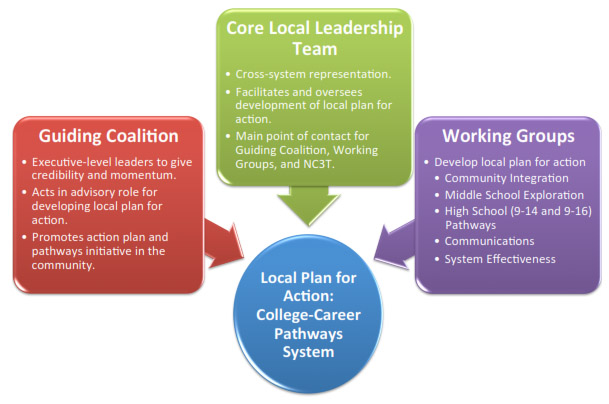 Core Local Leadership
Team
• Cross-system representation.
• Facilitates and oversees
development of local plan for
action.
• Main point of contact for
Guiding Coalition, Working
Groups, and NC3T.
Guiding Coalition
• Executive-level leaders to give
credibility and momentum.
• Acts in advisory role for
developing local plan for
action.
• Promotes action plan and
pathways initiative in the
community.
Working Groups
• Develop local plan for action
• Community Integration
• Middle School Exploration
• High School (9-14 and 9-16)
Pathways
• Communications
• System Effectiveness
Local Plan for
Action:
College-Career
Pathways
System